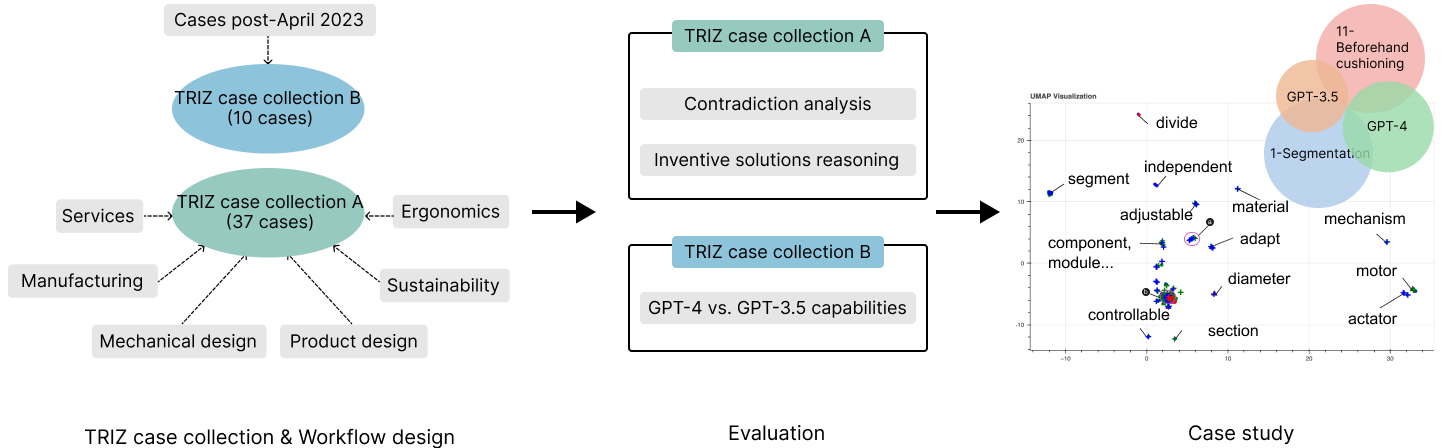 Cases post-April 2023
TRIZ case collection B
(10 cases)
TRIZ case collection A
(37 cases)
Services
Ergonomics
Manufacturing
Sustainability
Mechanical design
Product design
TRIZ case collection & Workflow design
TRIZ case collection A
Contradiction analysis
Inventive solutions reasoning
TRIZ case collection B
GPT-4 vs. GPT-3.5 capabilities
Evaluation
11-
Beforehand
cushioning
GPT-3.5
GPT-4
1-Segmentation
UMAP Visualization
20
10
0
-10
-10
0
10
20
30
divide
independent
segment
material
adjustable
a
mechanism
component,
module...
adapt
diameter
motor
b
controllable
actator
section
Case study